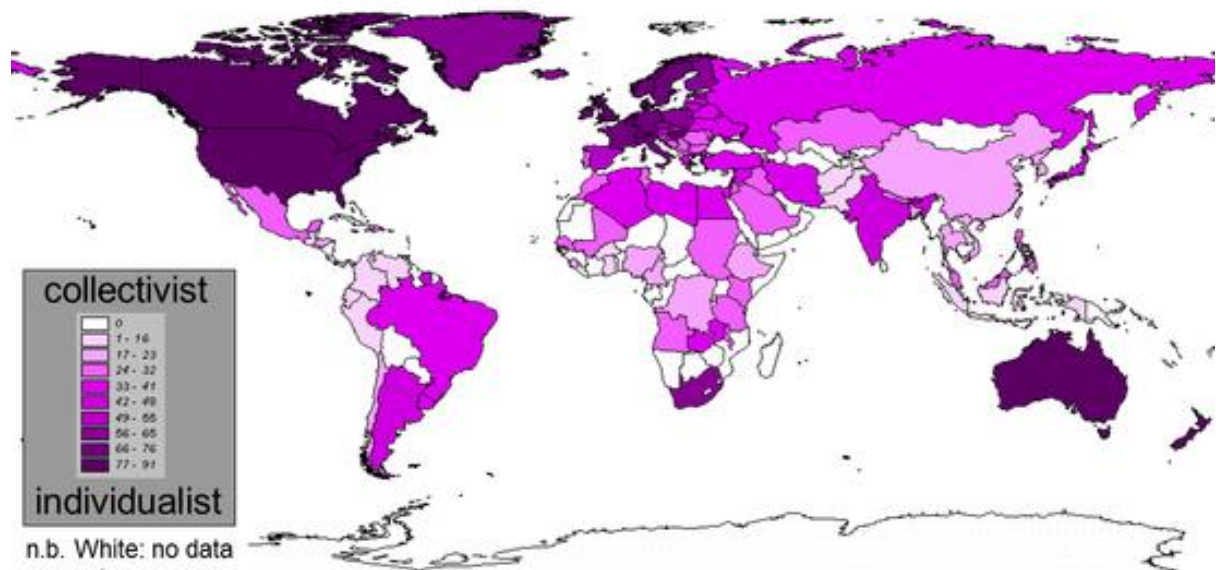 collectivist
0
1 - 16
17 - 23
24 - 32
33 - 41
42 - 48
49 - 55
56 - 65
66 - 76
77 - 91
individualist
n.b. White: no data